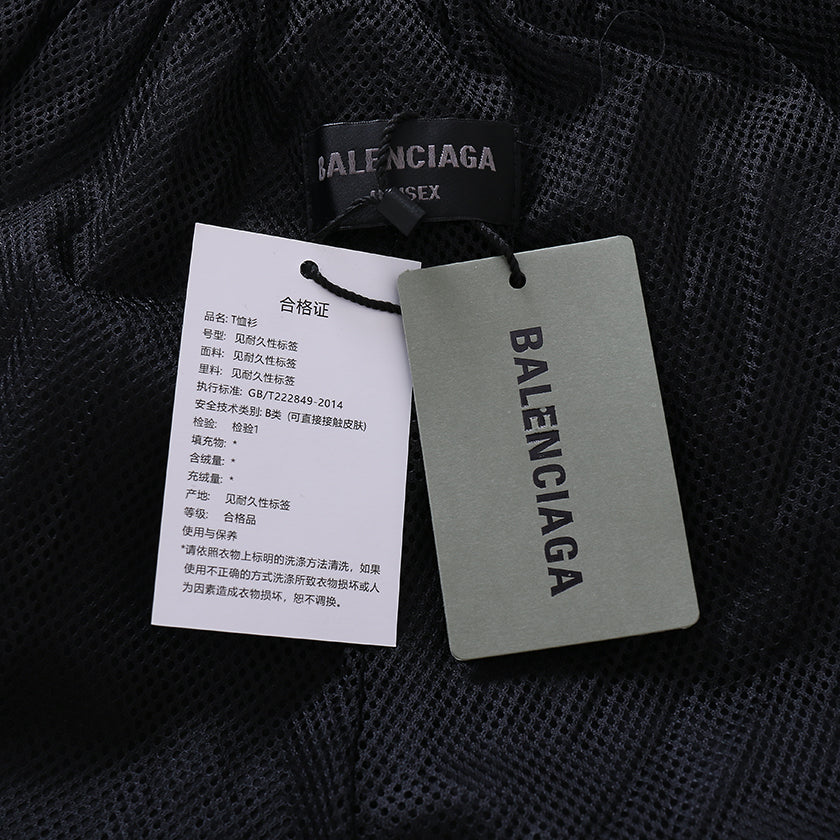 BALENCIAGA
UNISEX
合格证
品名: T恤衫
号型: 见耐久性标签
面料: 见耐久性标签
里料: 见耐久性标签
执行标准: GB/T222849-2014
安全技术类别: B类 (可直接接触皮肤)
检验: 检验1
填充物: *
含绒量: *
充绒量: *
产地: 见耐久性标签
等级: 合格品
使用与保养
*请依照衣物上标明的洗涤方法清洗，如果
使用不正确的方式洗涤所致衣物损坏或人
为因素造成衣物损坏，恕不调换。
BALENCIAGA